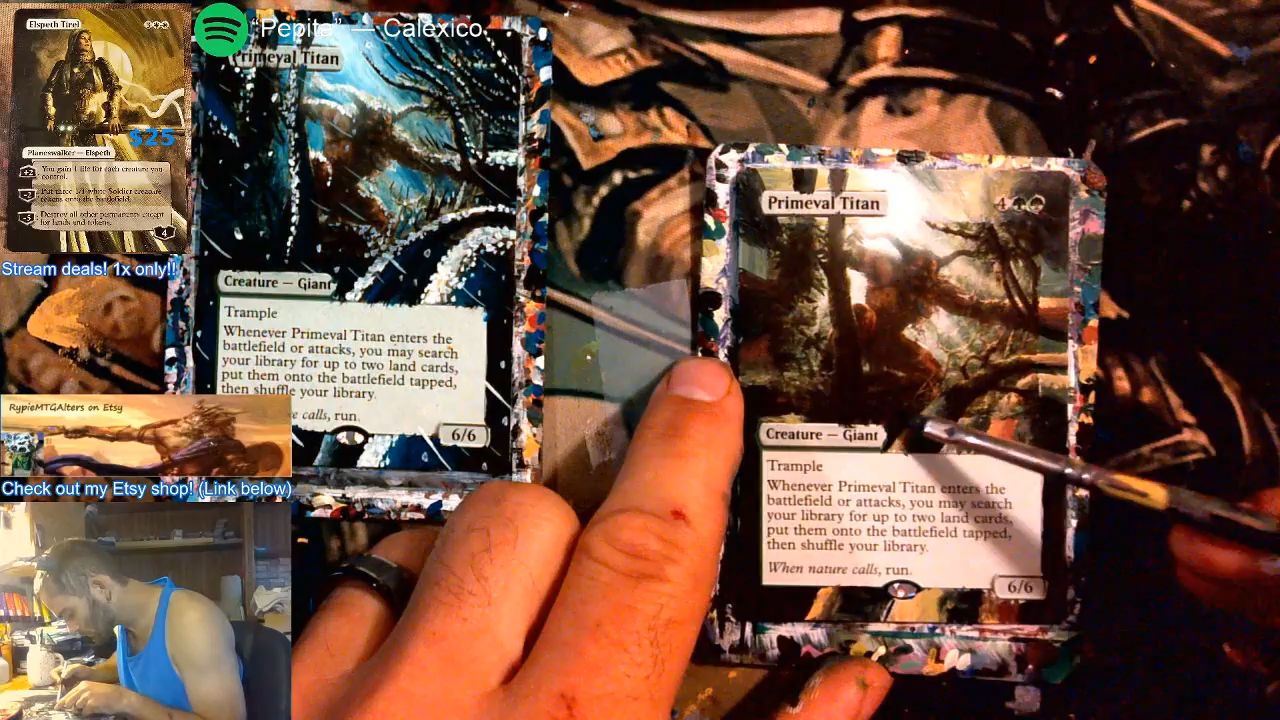 Elspeth Tirel
$25
Planeswalker — Elspeth
+2 You gain 1 life for each creature you
control.
-2 Put three 1/1 white Soldier creature
tokens onto the battlefield.
-5 Destroy all other permanents except
for lands and tokens.
4
Stream deals! 1x only!!
RypieMTGAlters on Etsy
Check out my Etsy shop! (Link below)
"Pepita" — Calexico
Primeval Titan
Creature — Giant
Trample
Whenever Primeval Titan enters the
battlefield or attacks, you may search
your library for up to two land cards,
put them onto the battlefield tapped,
then shuffle your library.
e calls, run.
6/6
Primeval Titan
4
Creature — Giant
Trample
Whenever Primeval Titan enters the
battlefield or attacks, you may search
your library for up to two land cards,
put them onto the battlefield tapped,
then shuffle your library.
When nature calls, run.
6/6